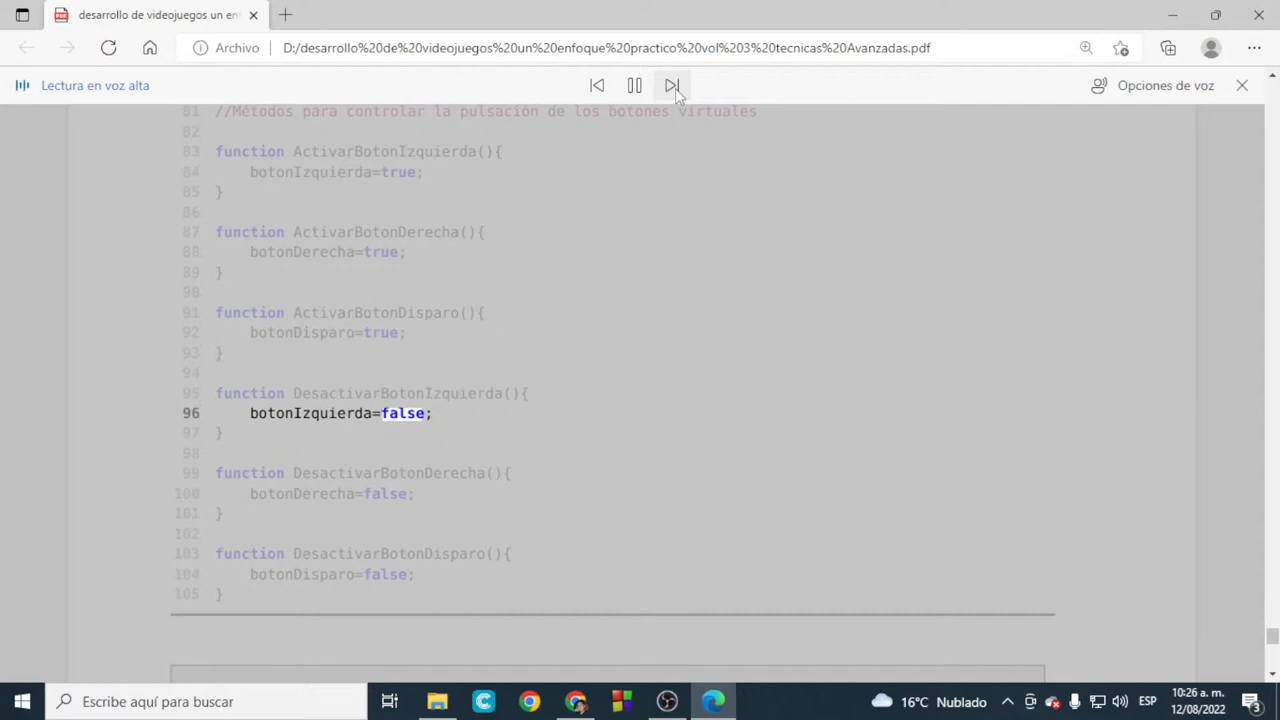 desarrollo de videojuegos un en
Archivo D:/desarrollo%20de%20videojuegos%20un%20enfoque%20practico%20vol%203%20tecnicas%20Avanzadas.pdf
Lectura en voz alta Opciones de voz
81 //Métodos para controlar la pulsación de los botones virtuales
82
83 function ActivarBotonIzquierda(){
84 botonIzquierda=true;
85 }
86
87 function ActivarBotonDerecha(){
88 botonDerecha=true;
89 }
90
91 function ActivarBotonDisparo(){
92 botonDisparo=true;
93 }
94
95 function DesactivarBotonIzquierda(){
96 botonIzquierda=false;
97 }
98
99 function DesactivarBotonDerecha(){
100 botonDerecha=false;
101 }
102
103 function DesactivarBotonDisparo(){
104 botonDisparo=false;
105 }
Escribe aquí para buscar 16°C Nublado ESP 10:26 a. m.
12/08/2022 3